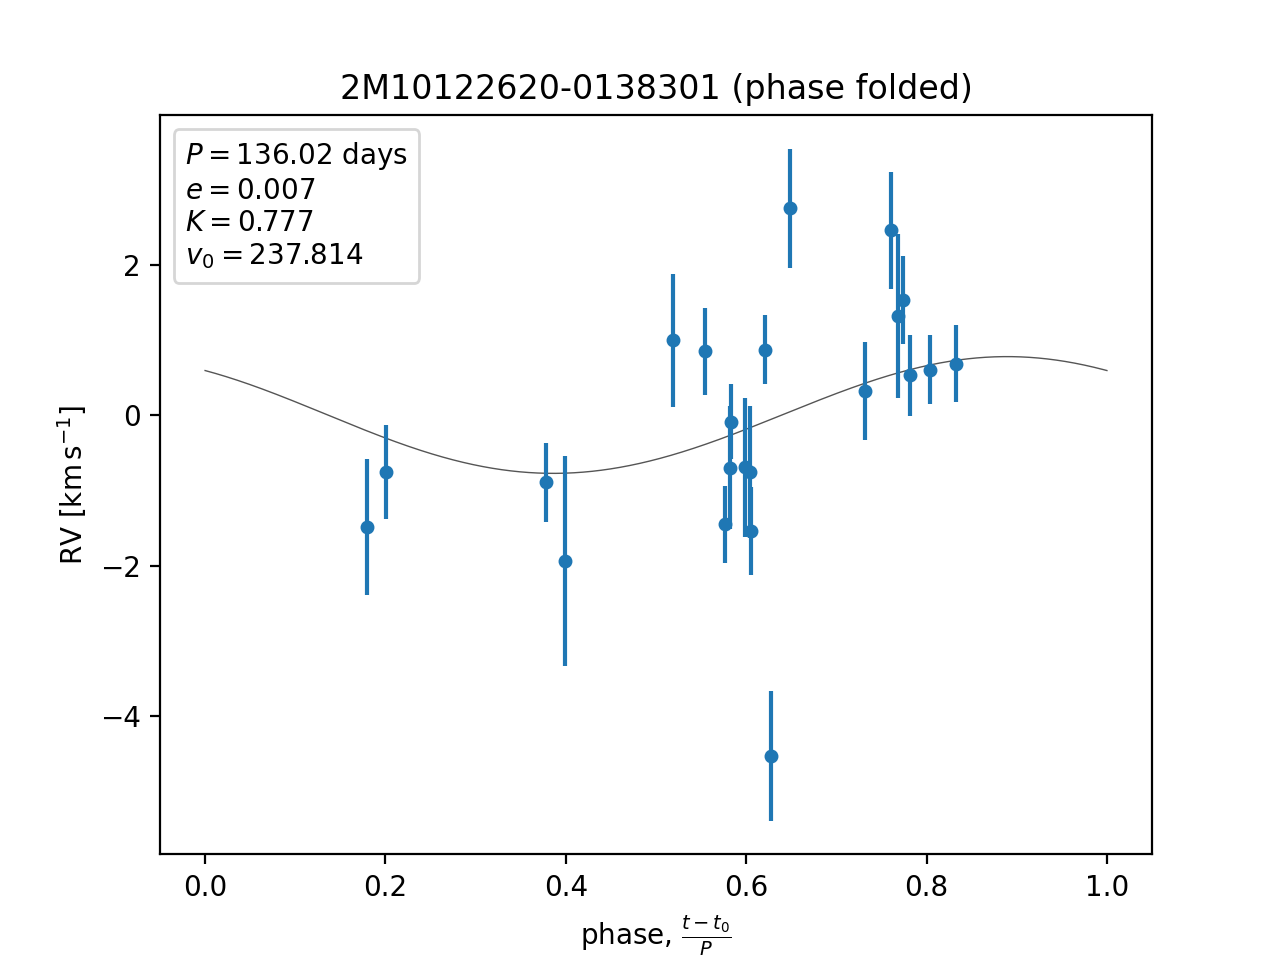 2M10122620-0138301 (phase folded)
P = 136.02 days
e = 0.007
K = 0.777
v₀ = 237.814
2
0
−2
−4
RV [km s⁻¹]
0.0 0.2 0.4 0.6 0.8 1.0
phase, (t − t₀)/P